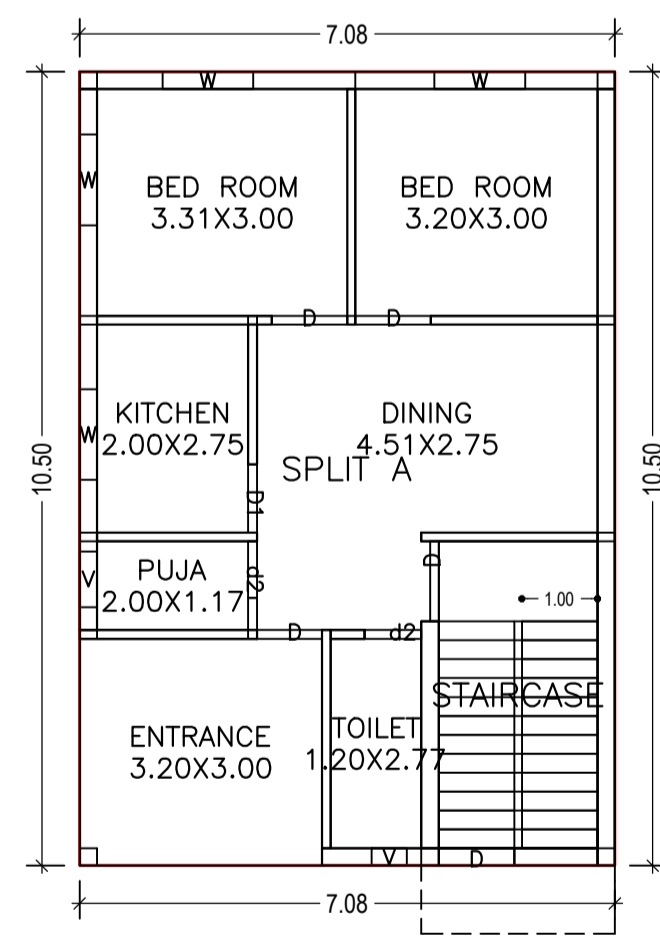 7.08
W
W
W
BED ROOM
3.31X3.00
BED ROOM
3.20X3.00
D
D
10.50
10.50
KITCHEN
2.00X2.75
W
DINING
4.51X2.75
SPLIT A
D1
D
PUJA
2.00X1.17
V
d2
1.00
D
d2
STAIRCASE
ENTRANCE
3.20X3.00
TOILET
1.20X2.77
V
D
7.08